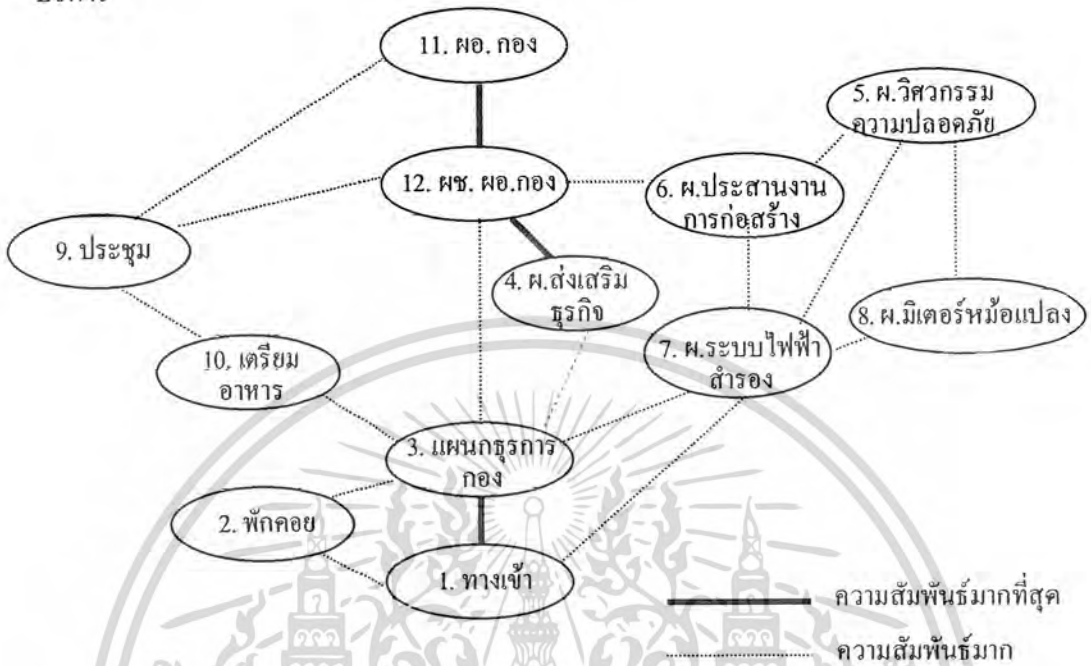 11. ผอ. กอง
5. ผ.วิศวกรรม
ความปลอดภัย
12. ผช. ผอ.กอง
6. ผ.ประสานงาน
การก่อสร้าง
9. ประชุม
4. ผ.ส่งเสริม
ธุรกิจ
8. ผ.มิเตอร์หม้อแปลง
7. ผ.ระบบไฟฟ้า
สำรอง
10. เตรียม
อาหาร
3. แผนกธุรการ
กอง
2. พักคอย
1. ทางเข้า
ความสัมพันธ์มากที่สุด
ความสัมพันธ์มาก